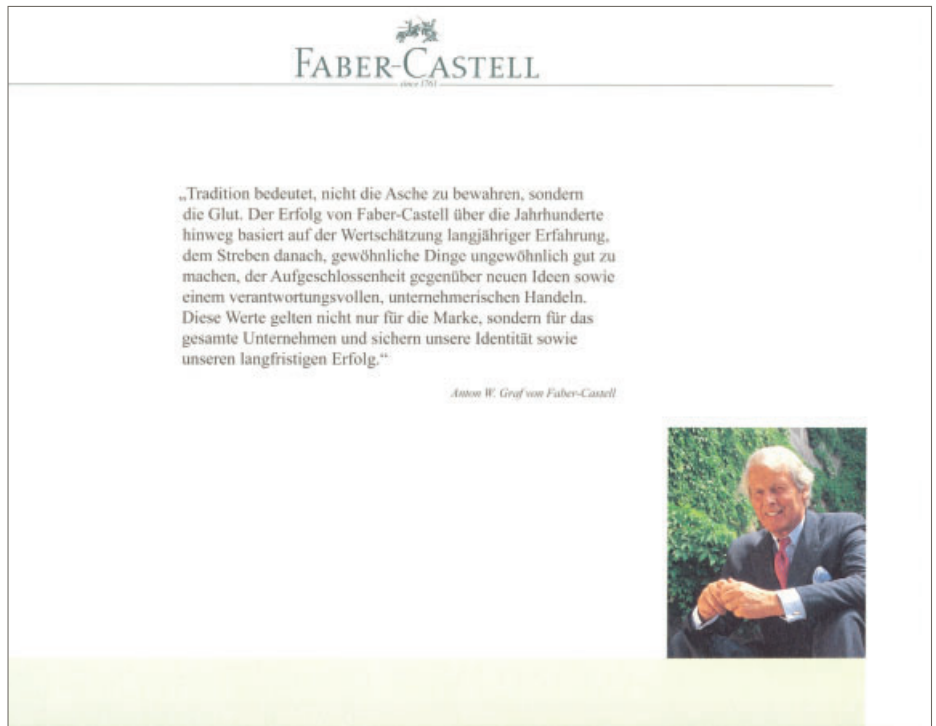 FABER-CASTELL
since 1761
„Tradition bedeutet, nicht die Asche zu bewahren, sondern
die Glut. Der Erfolg von Faber-Castell über die Jahrhunderte
hinweg basiert auf der Wertschätzung langjähriger Erfahrung,
dem Streben danach, gewöhnliche Dinge ungewöhnlich gut zu
machen, der Aufgeschlossenheit gegenüber neuen Ideen sowie
einem verantwortungsvollen, unternehmerischen Handeln.
Diese Werte gelten nicht nur für die Marke, sondern für das
gesamte Unternehmen und sichern unsere Identität sowie
unseren langfristigen Erfolg.“
Anton W. Graf von Faber-Castell